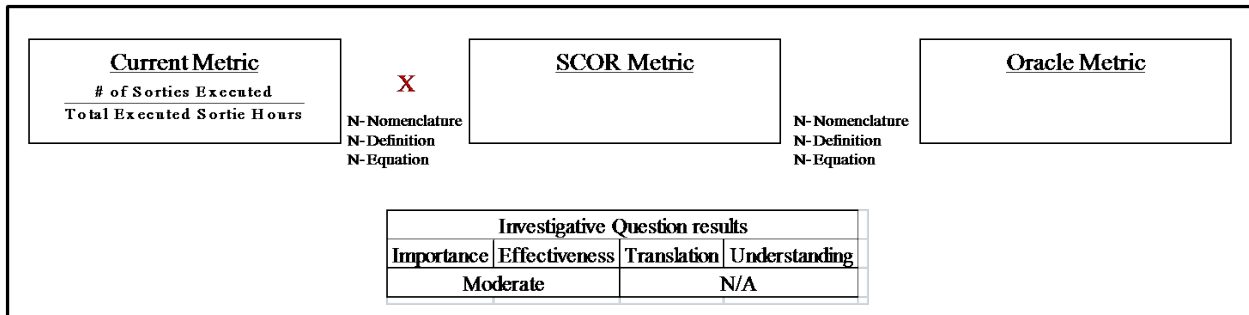 Current Metric
# of Sorties Executed
Total Executed Sortie Hours
X
N-Nomenclature
N-Definition
N-Equation
SCOR Metric
N-Nomenclature
N-Definition
N-Equation
Oracle Metric
Investigative Question results
Importance Effectiveness Translation Understanding
Moderate N/A